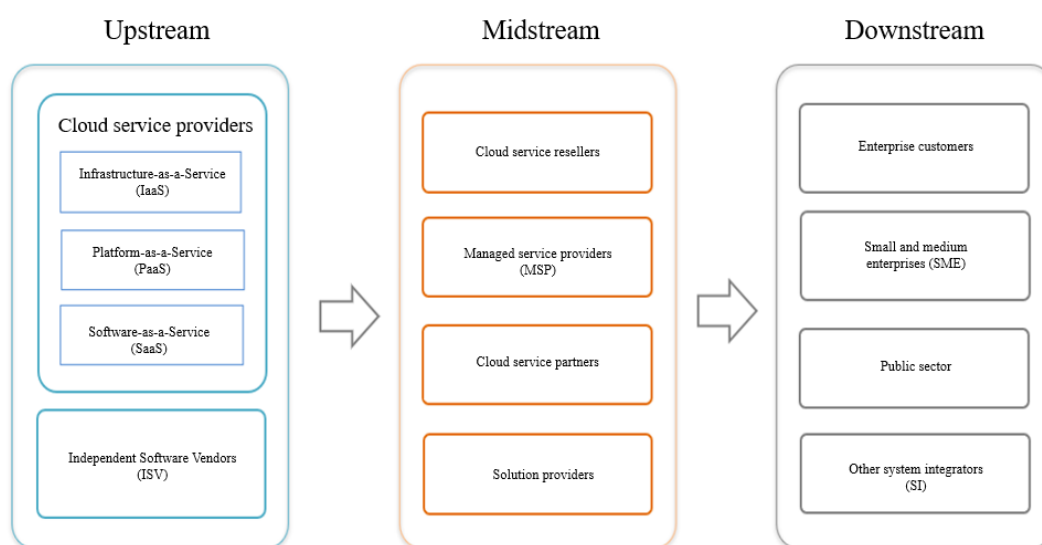 Upstream
Midstream
Downstream
Cloud service providers
Infrastructure-as-a-Service
(IaaS)
Platform-as-a-Service
(PaaS)
Software-as-a-Service
(SaaS)
Independent Software Vendors
(ISV)
Cloud service resellers
Managed service providers
(MSP)
Cloud service partners
Solution providers
Enterprise customers
Small and medium
enterprises (SME)
Public sector
Other system integrators
(SI)